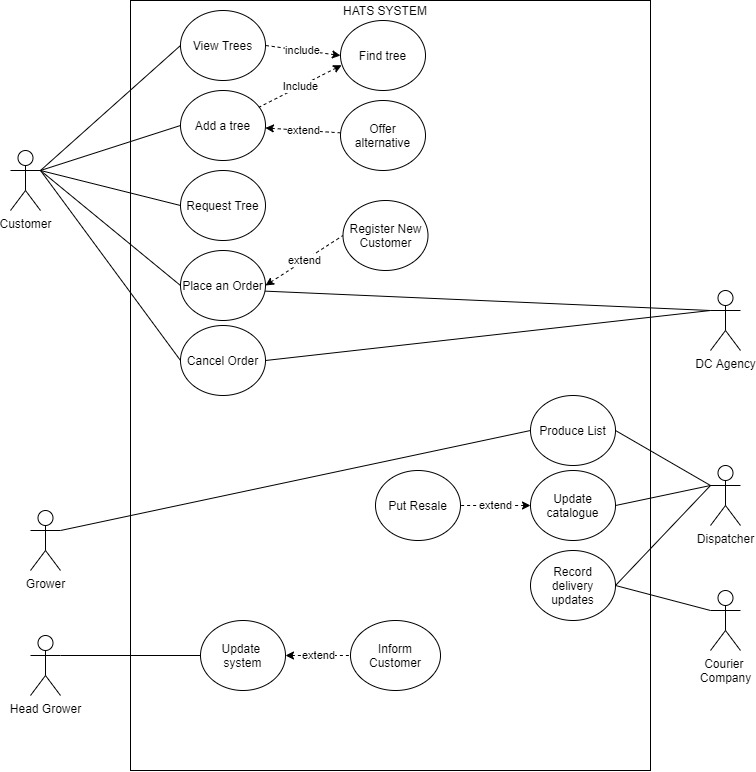 HATS SYSTEM
View Trees
include
Find tree
Include
Add a tree
extend
Offer
alternative
Customer
Request Tree
Register New
Customer
extend
Place an Order
DC Agency
Cancel Order
Produce List
Put Resale
extend
Update
catalogue
Dispatcher
Grower
Record
delivery
updates
Update
system
extend
Inform
Customer
Courier
Company
Head Grower